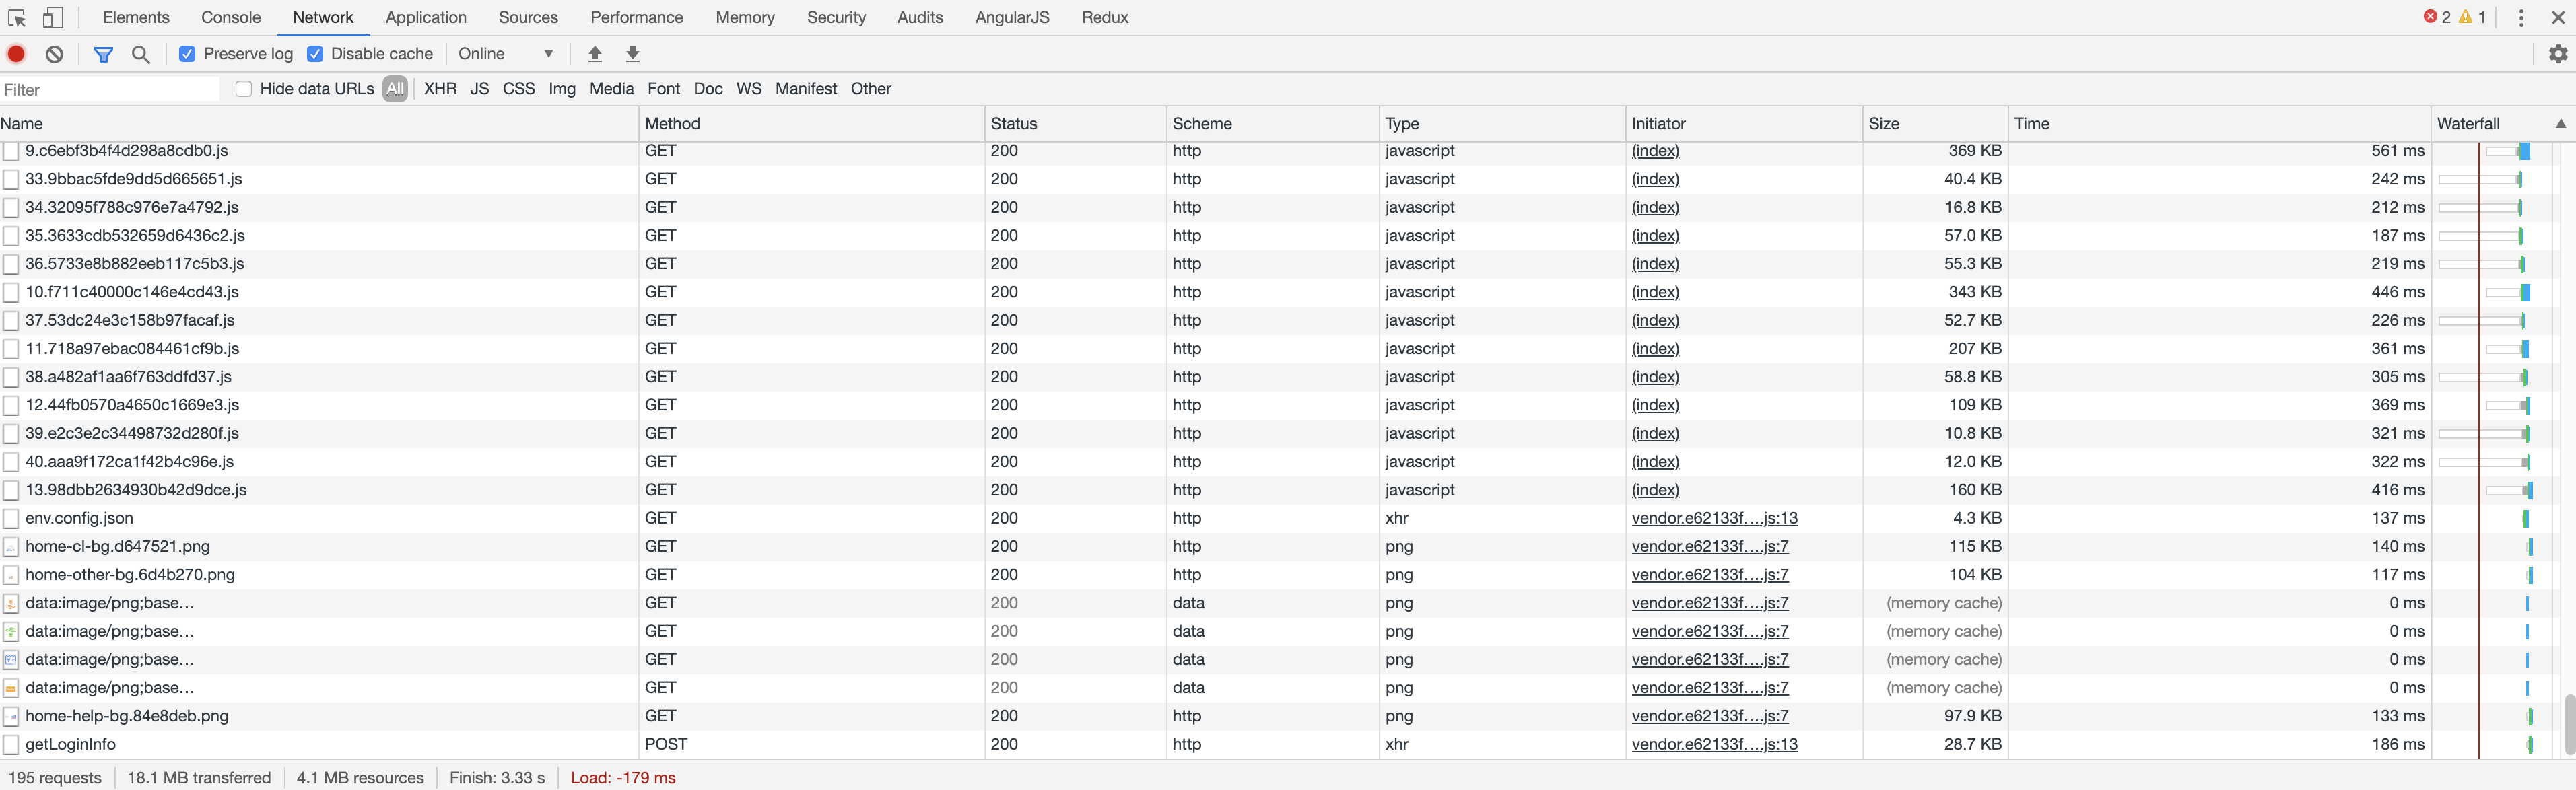 Elements Console Network Application Sources Performance Memory Security Audits AngularJS Redux 2 1
Preserve log Disable cache Online
Filter Hide data URLs All XHR JS CSS Img Media Font Doc WS Manifest Other
Name Method Status Scheme Type Initiator Size Time Waterfall
9.c6ebf3b4f4d298a8cdb0.js GET 200 http javascript (index) 369 KB 561 ms
33.9bbac5fde9dd5d665651.js GET 200 http javascript (index) 40.4 KB 242 ms
34.32095f788c976e7a4792.js GET 200 http javascript (index) 16.8 KB 212 ms
35.3633cdb532659d6436c2.js GET 200 http javascript (index) 57.0 KB 187 ms
36.5733e8b882eeb117c5b3.js GET 200 http javascript (index) 55.3 KB 219 ms
10.f711c40000c146e4cd43.js GET 200 http javascript (index) 343 KB 446 ms
37.53dc24e3c158b97facaf.js GET 200 http javascript (index) 52.7 KB 226 ms
11.718a97ebac084461cf9b.js GET 200 http javascript (index) 207 KB 361 ms
38.a482af1aa6f763ddfd37.js GET 200 http javascript (index) 58.8 KB 305 ms
12.44fb0570a4650c1669e3.js GET 200 http javascript (index) 109 KB 369 ms
39.e2c3e2c34498732d280f.js GET 200 http javascript (index) 10.8 KB 321 ms
40.aaa9f172ca1f42b4c96e.js GET 200 http javascript (index) 12.0 KB 322 ms
13.98dbb2634930b42d9dce.js GET 200 http javascript (index) 160 KB 416 ms
env.config.json GET 200 http xhr vendor.e62133f….js:13 4.3 KB 137 ms
home-cl-bg.d647521.png GET 200 http png vendor.e62133f….js:7 115 KB 140 ms
home-other-bg.6d4b270.png GET 200 http png vendor.e62133f….js:7 104 KB 117 ms
data:image/png;base… GET 200 data png vendor.e62133f….js:7 (memory cache) 0 ms
data:image/png;base… GET 200 data png vendor.e62133f….js:7 (memory cache) 0 ms
data:image/png;base… GET 200 data png vendor.e62133f….js:7 (memory cache) 0 ms
data:image/png;base… GET 200 data png vendor.e62133f….js:7 (memory cache) 0 ms
home-help-bg.84e8deb.png GET 200 http png vendor.e62133f….js:7 97.9 KB 133 ms
getLoginInfo POST 200 http xhr vendor.e62133f….js:13 28.7 KB 186 ms
195 requests 18.1 MB transferred 4.1 MB resources Finish: 3.33 s Load: -179 ms